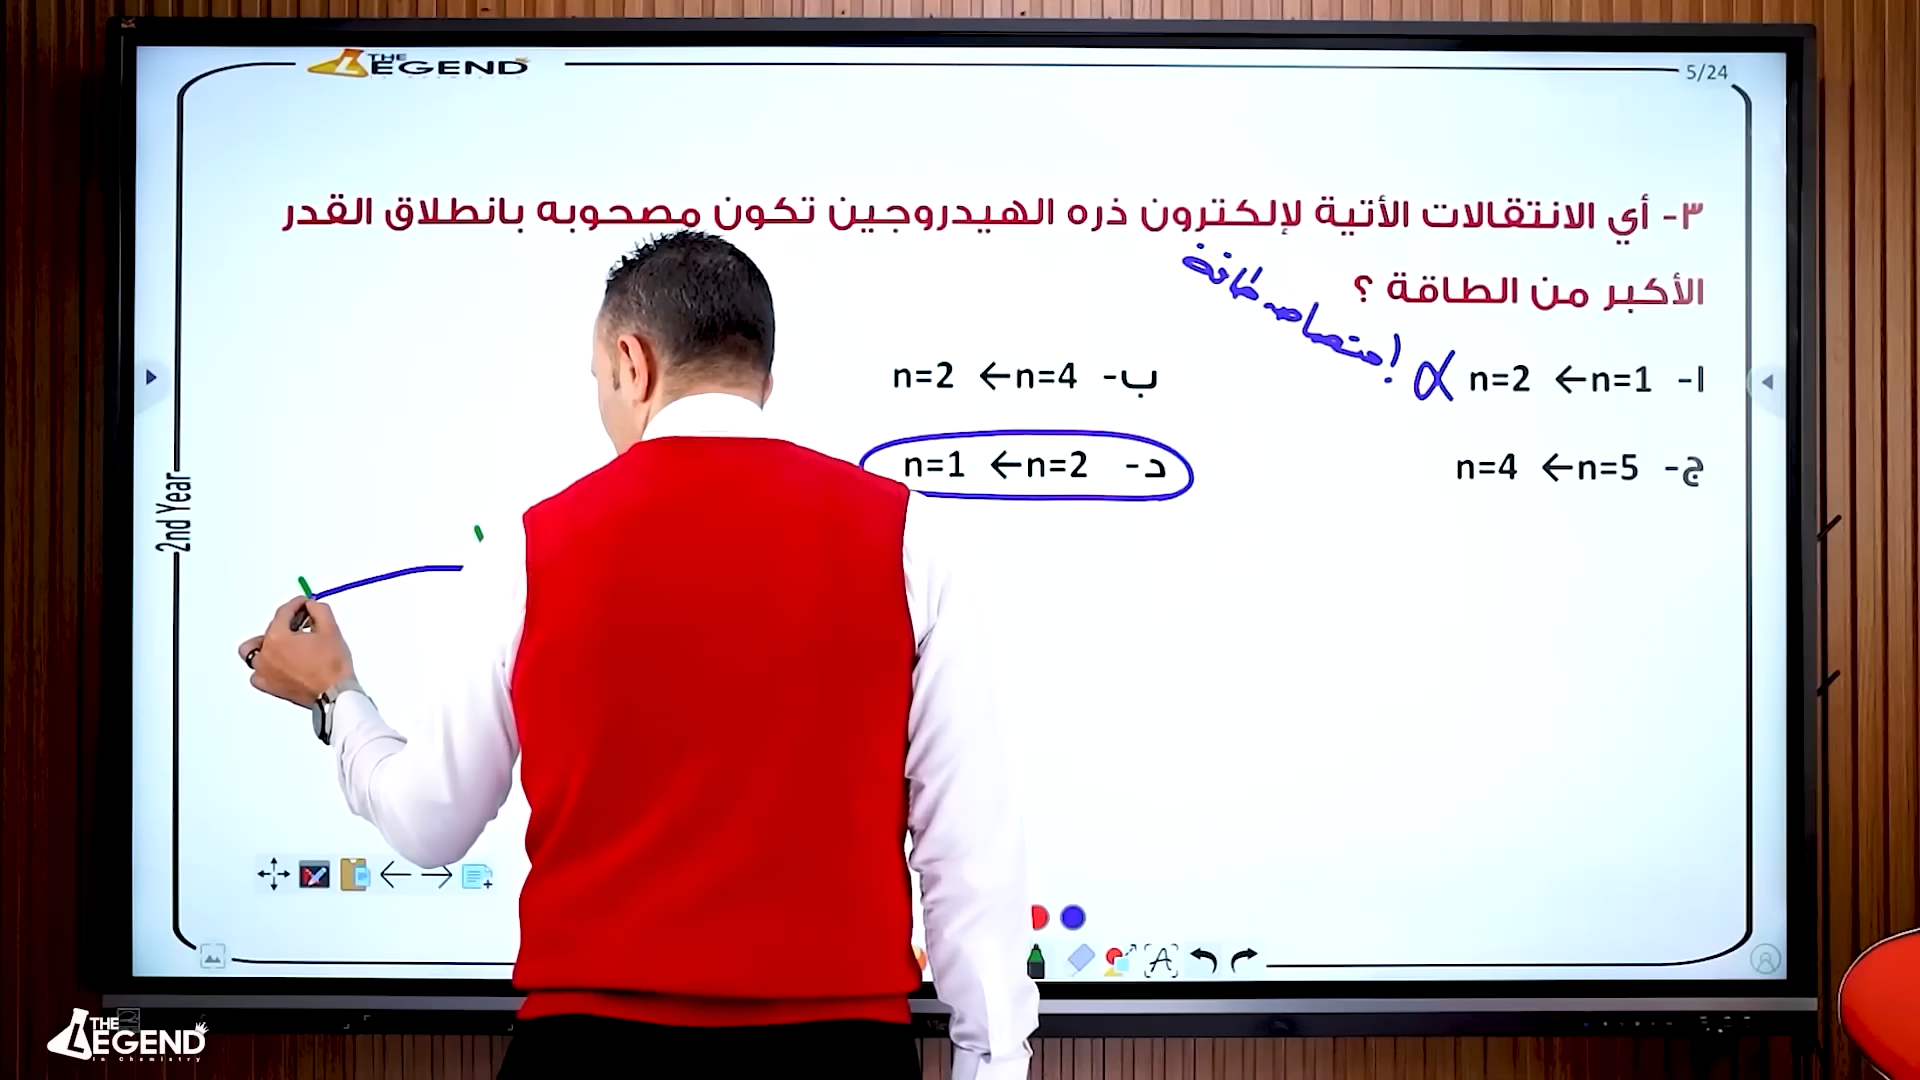 THE LEGEND
5/24
٣- أي الانتقالات الأتية لإلكترون ذره الهيدروجين تكون مصحوبه بانطلاق القدر
الأكبر من الطاقة ؟
امتصاص طاقة
ا- n=1 ← n=2
ب- n=4 ← n=2
ج- n=5 ← n=4
د- n=2 ← n=1
2nd Year
THE LEGEND
In Chemistry